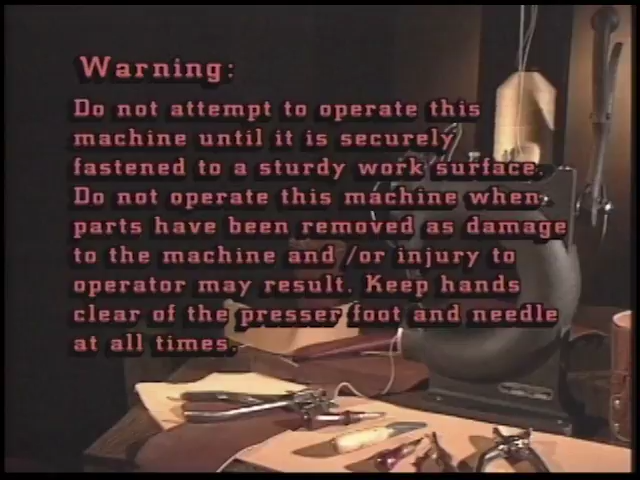 Warning:
Do not attempt to operate this
machine until it is securely
fastened to a sturdy work surface.
Do not operate this machine when
parts have been removed as damage
to the machine and /or injury to
operator may result. Keep hands
clear of the presser foot and needle
at all times.